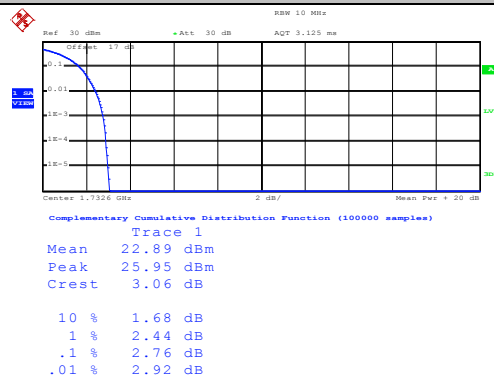 RBW 10 MHz
Ref 30 dBm Att 30 dB AQT 3.125 ms
Offset 17 dB
0.1
0.01
1E-3
1E-4
1E-5
1 SA
VIEW
A
LV
3D
Center 1.7326 GHz 2 dB/ Mean Pwr + 20 dB
Complementary Cumulative Distribution Function (100000 samples)
Trace 1
Mean 22.89 dBm
Peak 25.95 dBm
Crest 3.06 dB
10 % 1.68 dB
1 % 2.44 dB
.1 % 2.76 dB
.01 % 2.92 dB